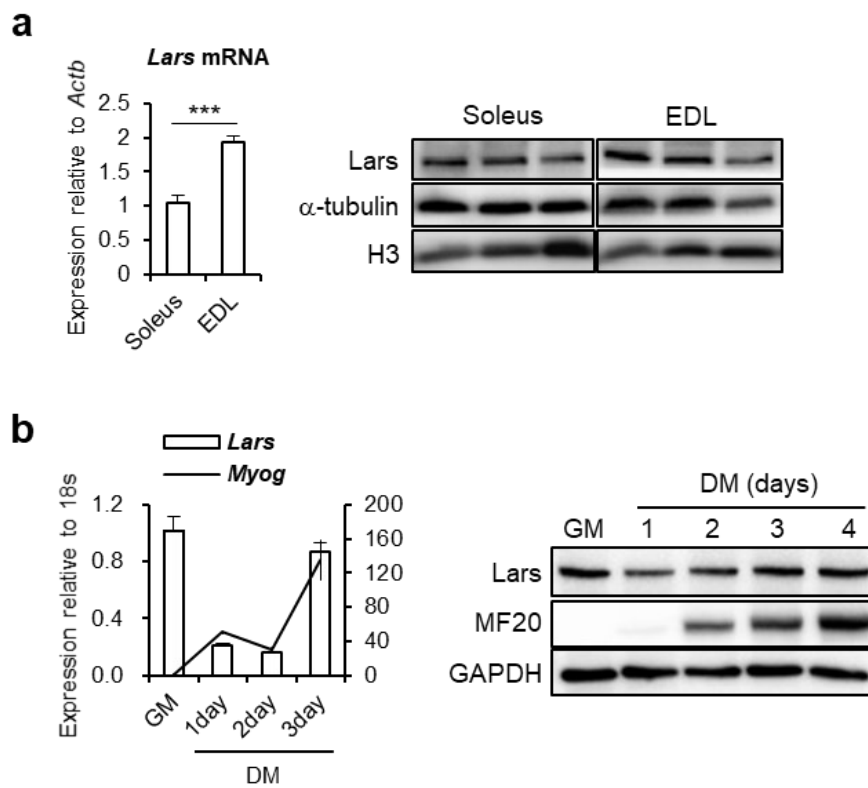 a
Lars mRNA
Expression relative to Actb
2.5
2
1.5
1
0.5
0
***
Soleus
EDL
Soleus EDL
Lars
α-tubulin
H3
b
Lars
Myog
Expression relative to 18s
1.2
0.8
0.4
0.0
200
160
120
80
40
0
GM
1day
2day
3day
DM
DM (days)
GM 1 2 3 4
Lars
MF20
GAPDH